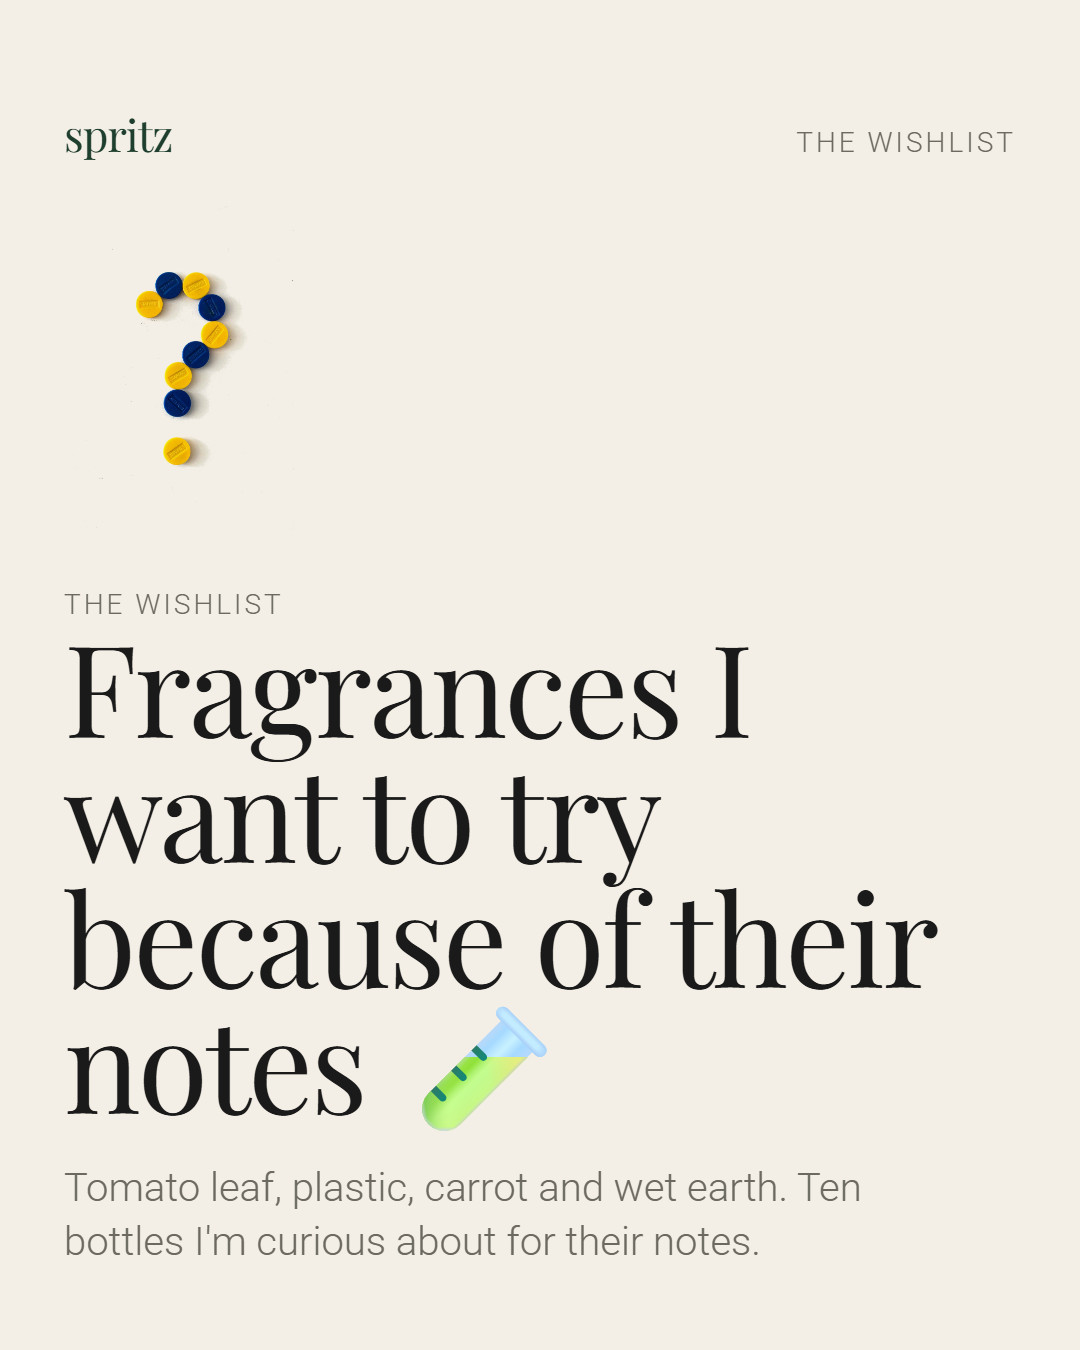 spritz
THE WISHLIST
THE WISHLIST
Fragrances I
want to try
because of their
notes 🧪
Tomato leaf, plastic, carrot and wet earth. Ten
bottles I'm curious about for their notes.